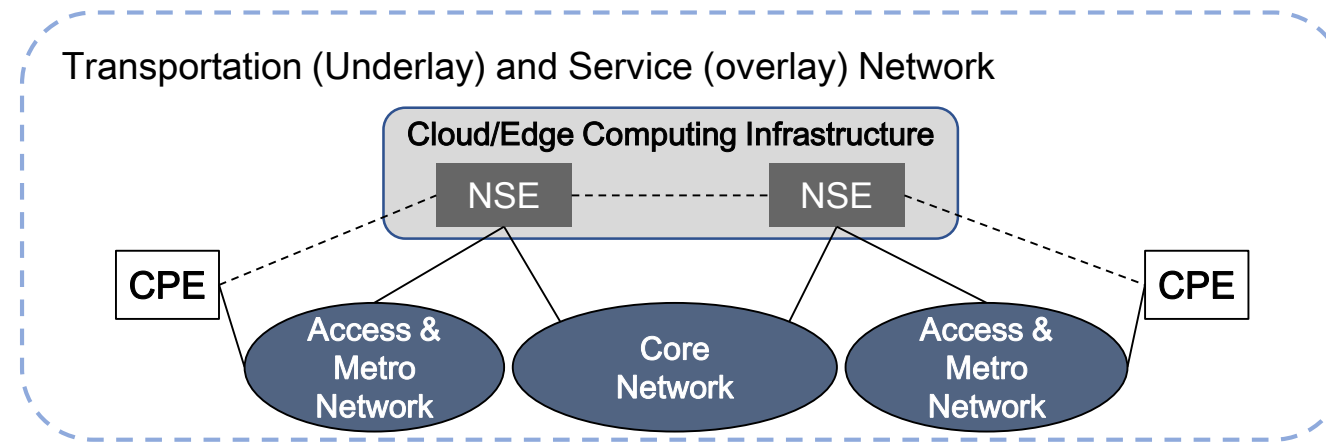 Transportation (Underlay) and Service (overlay) Network
Cloud/Edge Computing Infrastructure
NSE
NSE
CPE
CPE
Access &
Metro
Network
Core
Network
Access &
Metro
Network